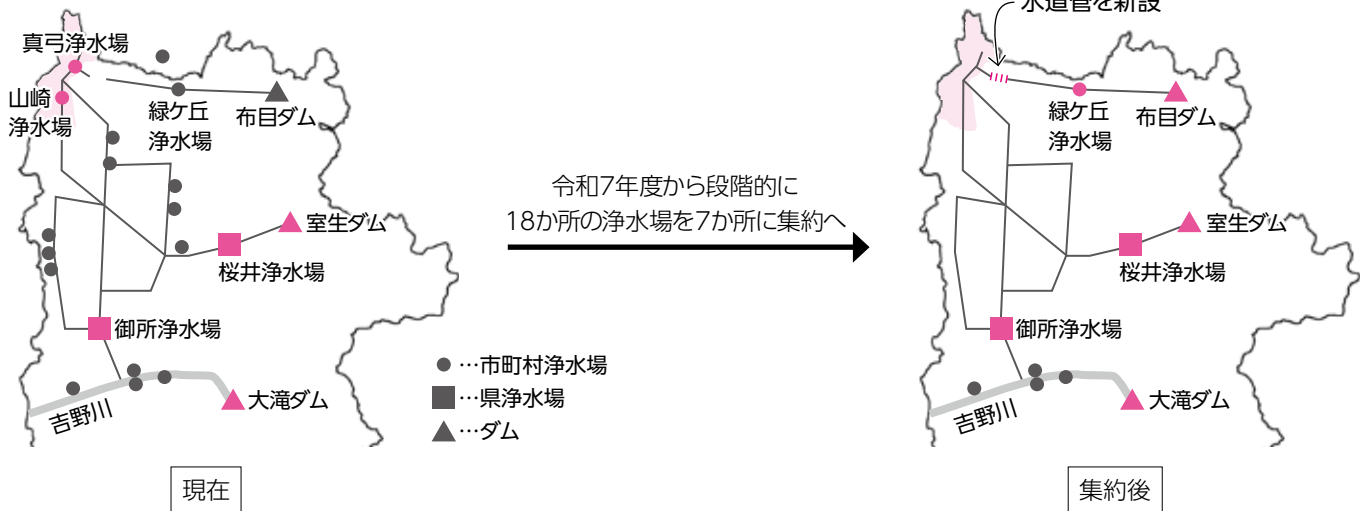 真弓浄水場
山崎
浄水場
緑ケ丘
浄水場
布目ダム
室生ダム
桜井浄水場
御所浄水場
大滝ダム
吉野川
●…市町村浄水場
■…県浄水場
▲…ダム
現在
令和7年度から段階的に
18か所の浄水場を7か所に集約へ
水道管を新設
緑ケ丘
浄水場
布目ダム
室生ダム
桜井浄水場
御所浄水場
大滝ダム
吉野川
集約後